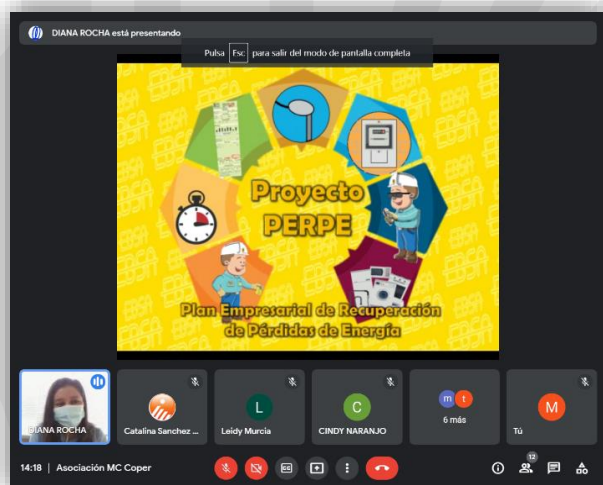 DIANA ROCHA está presentando
Pulsa Esc para salir del modo de pantalla completa
Proyecto
PERPE
Plan Empresarial de Recuperación
de Pérdidas de Energía
DIANA ROCHA
Catalina Sanchez ...
L
Leidy Murcia
C
CINDY NARANJO
m t
6 más
M
Tú
14:18 | Asociación MC Coper
CC
12